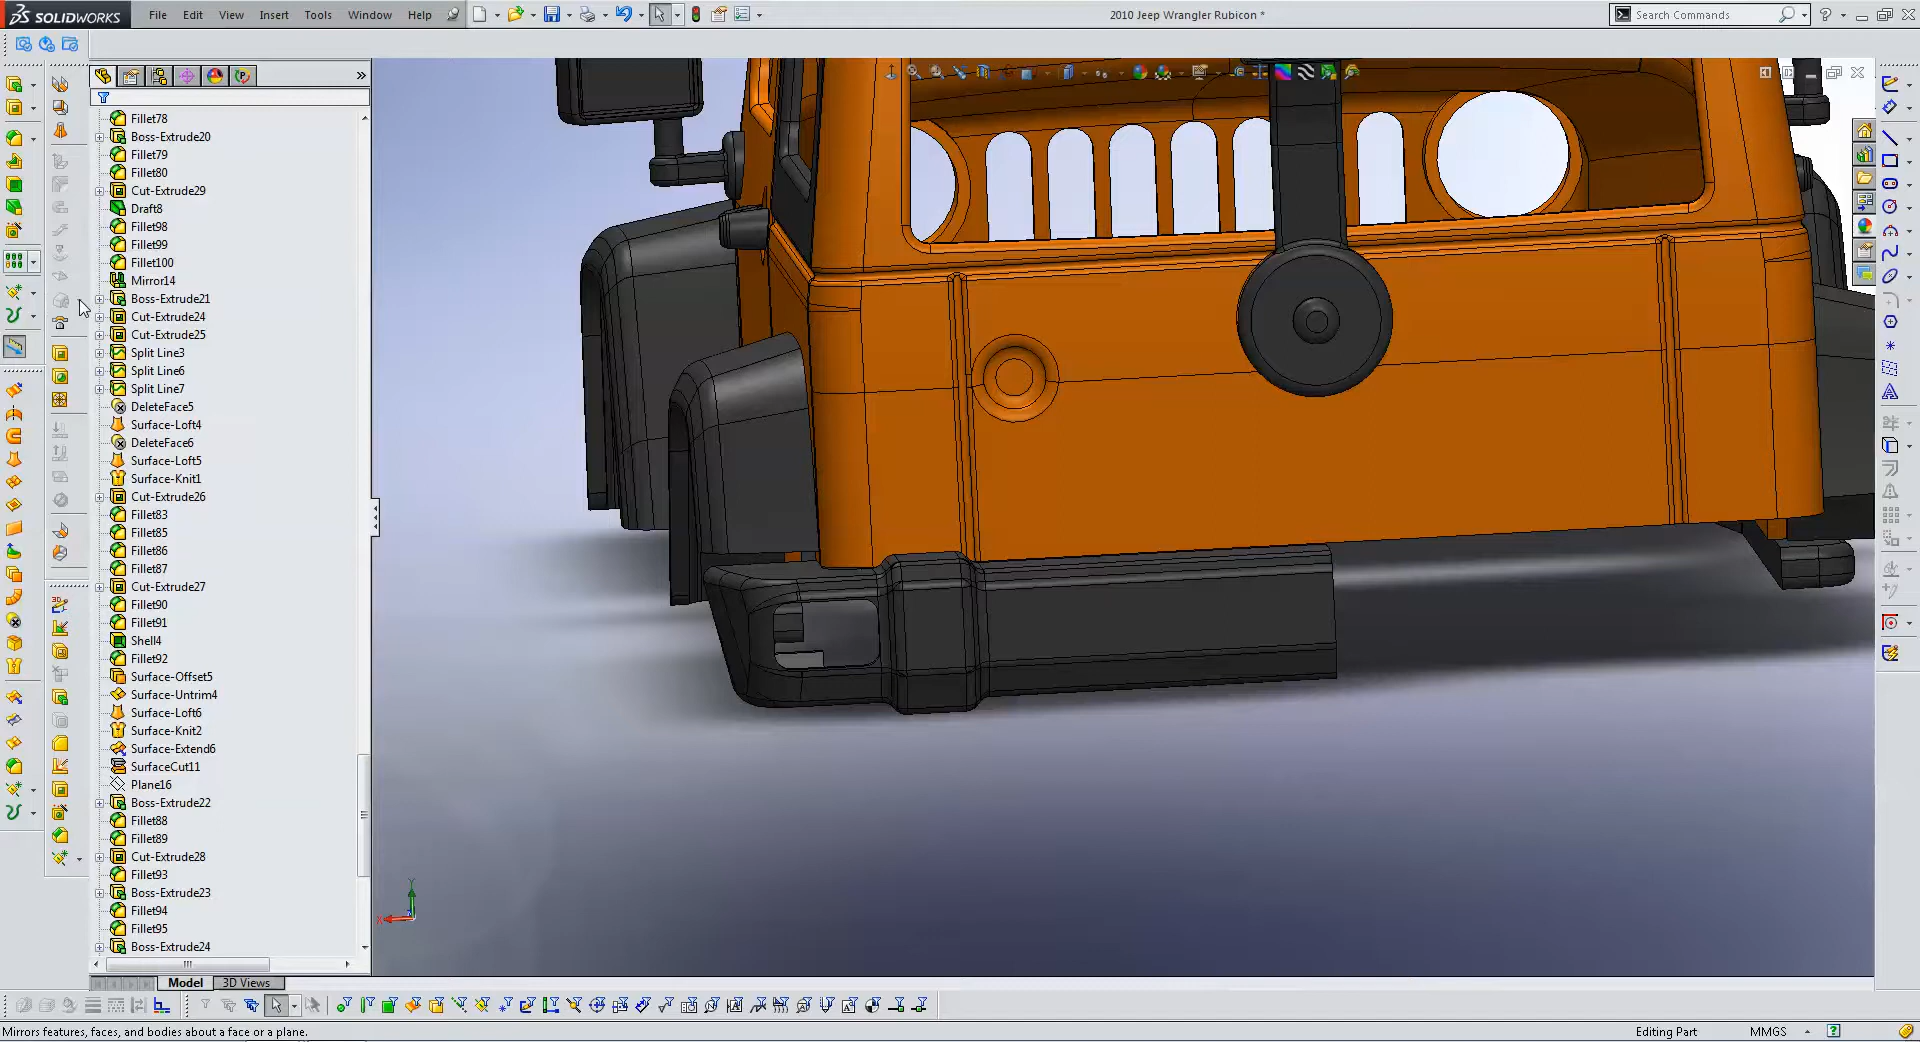 SOLIDWORKS File Edit View Insert Tools Window Help 2010 Jeep Wrangler Rubicon * Search Commands
Fillet78
Boss-Extrude20
Fillet79
Fillet80
Cut-Extrude29
Draft8
Fillet98
Fillet99
Fillet100
Mirror14
Boss-Extrude21
Cut-Extrude24
Cut-Extrude25
Split Line3
Split Line6
Split Line7
DeleteFace5
Surface-Loft4
DeleteFace6
Surface-Loft5
Surface-Knit1
Cut-Extrude26
Fillet83
Fillet85
Fillet86
Fillet87
Cut-Extrude27
Fillet90
Fillet91
Shell4
Fillet92
Surface-Offset5
Surface-Untrim4
Surface-Loft6
Surface-Knit2
Surface-Extend6
SurfaceCut11
Plane16
Boss-Extrude22
Fillet88
Fillet89
Cut-Extrude28
Fillet93
Boss-Extrude23
Fillet94
Fillet95
Boss-Extrude24
Model 3D Views
Mirrors features, faces, and bodies about a face or a plane. Editing Part MMGS